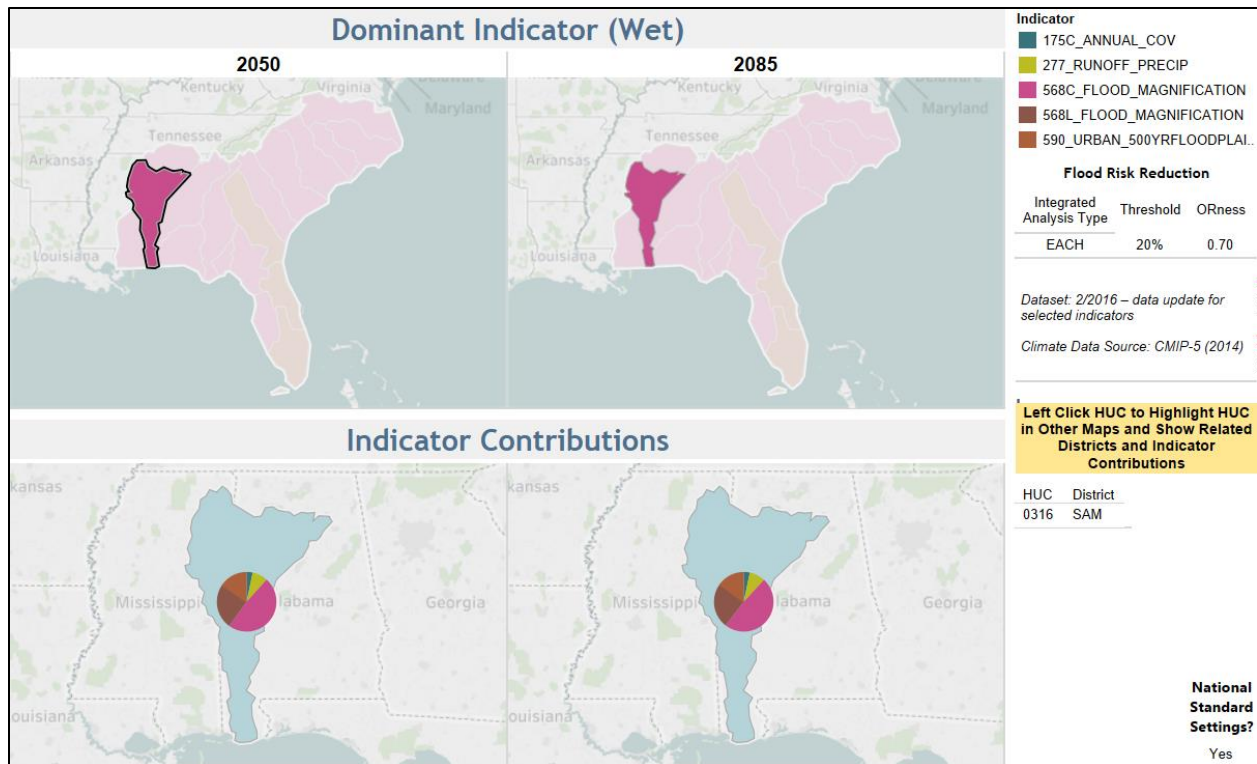 Dominant Indicator (Wet)
2050
2085
Kentucky
Virginia
Delaware
Maryland
Tennessee
Arkansas
Mississippi
Louisiana
Kentucky
Virginia
Delaware
Maryland
Tennessee
Arkansas
Mississippi
Louisiana
Indicator Contributions
kansas
Mississippi
labama
Georgia
ouisiana
kansas
Mississippi
labama
Georgia
ouisiana
Indicator
175C_ANNUAL_COV
277_RUNOFF_PRECIP
568C_FLOOD_MAGNIFICATION
568L_FLOOD_MAGNIFICATION
590_URBAN_500YRFLOODPLAI..
Flood Risk Reduction
Integrated
Analysis Type Threshold ORness
EACH 20% 0.70
Dataset: 2/2016 – data update for
selected indicators
Climate Data Source: CMIP-5 (2014)
Left Click HUC to Highlight HUC
in Other Maps and Show Related
Districts and Indicator
Contributions
HUC District
0316 SAM
National
Standard
Settings?
Yes